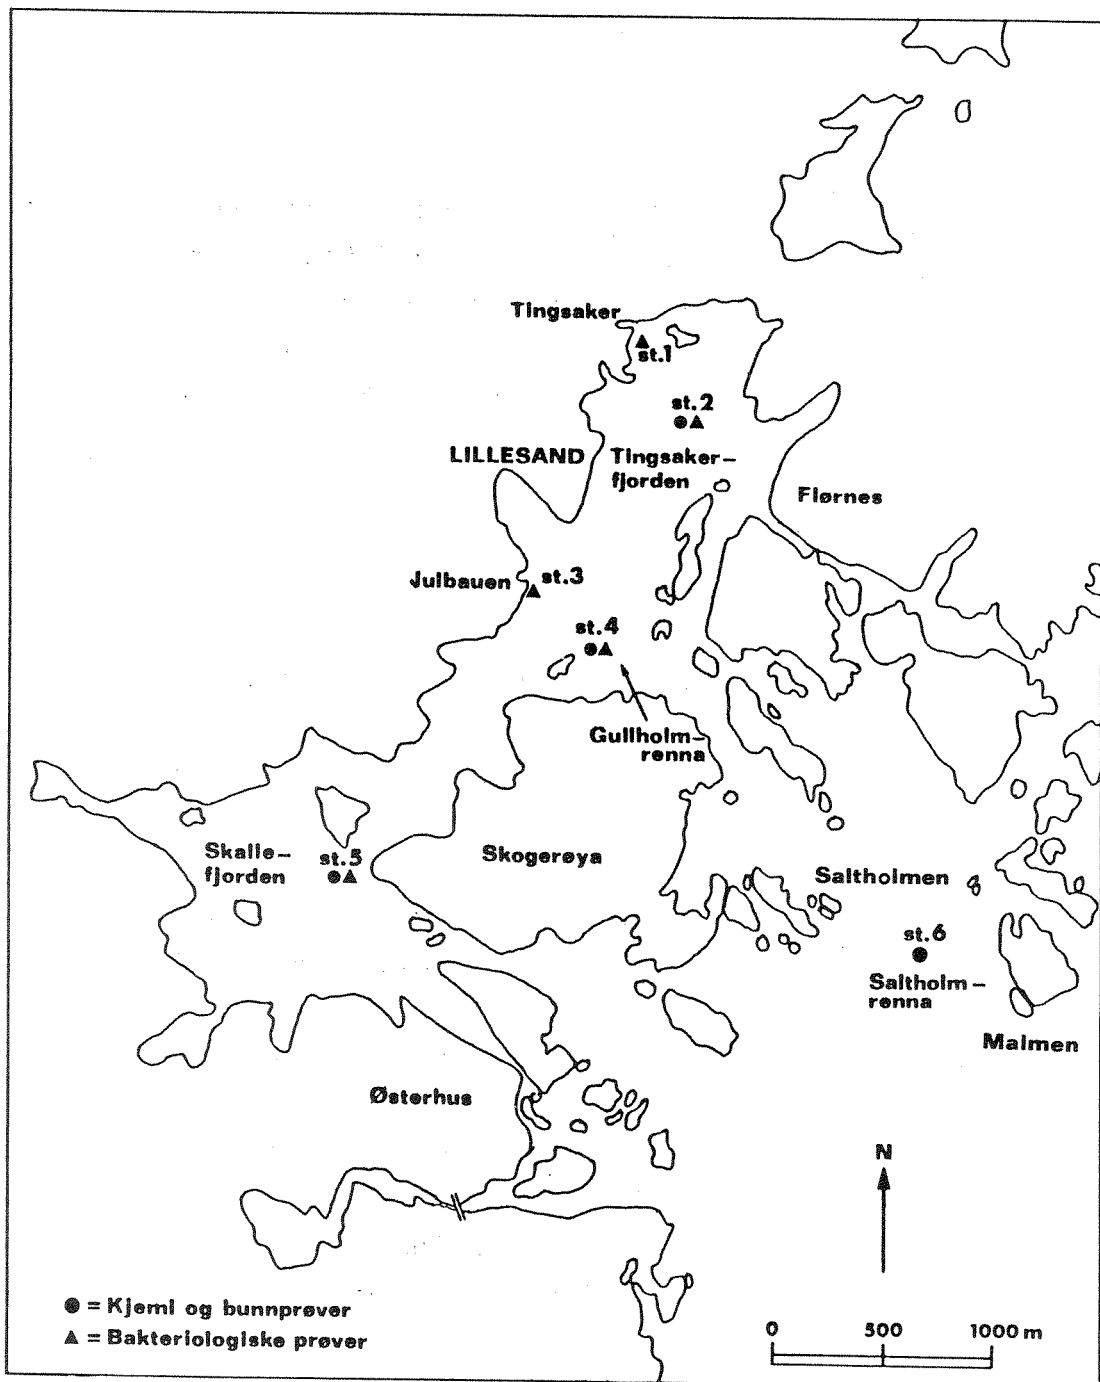 Tingsaker
st.1
st.2
LILLESAND
Tingsaker-
fjorden
Flørnes
Julbauen
st.3
st.4
Gullholm-
renna
Skalle-
fjorden
st.5
Skogerøya
Saltholmen
st.6
Saltholm-
renna
Malmen
Østerhus
N
● = Kjemi og bunnprøver
▲ = Bakteriologiske prøver
0 500 1000 m